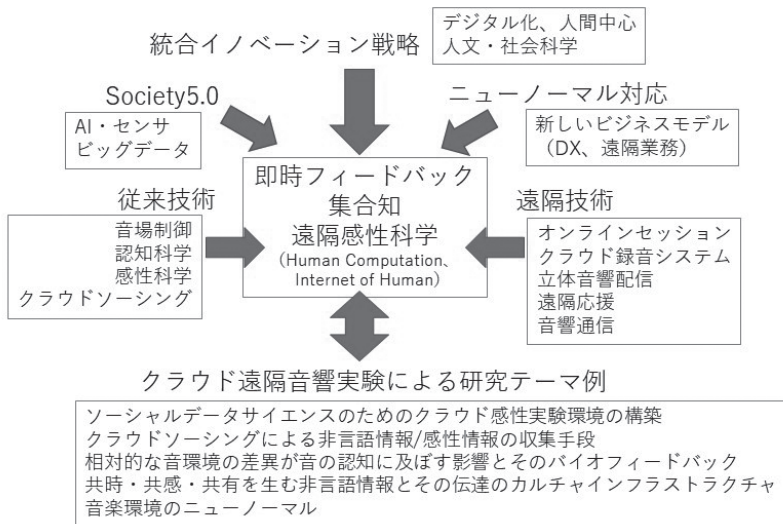 統合イノベーション戦略
デジタル化、人間中心
人文・社会科学
Society5.0
AI・センサ
ビッグデータ
ニューノーマル対応
新しいビジネスモデル
（DX、遠隔業務）
従来技術
音場制御
認知科学
感性科学
クラウドソーシング
即時フィードバック
集合知
遠隔感性科学
（Human Computation、
Internet of Human）
遠隔技術
オンラインセッション
クラウド録音システム
立体音響配信
遠隔応援
音響通信
クラウド遠隔音響実験による研究テーマ例
ソーシャルデータサイエンスのためのクラウド感性実験環境の構築
クラウドソーシングによる非言語情報/感性情報の収集手段
相対的な音環境の差異が音の認知に及ぼす影響とそのバイオフィードバック
共時・共感・共有を生む非言語情報とその伝達のカルチャインフラストラクチャ
音楽環境のニューノーマル